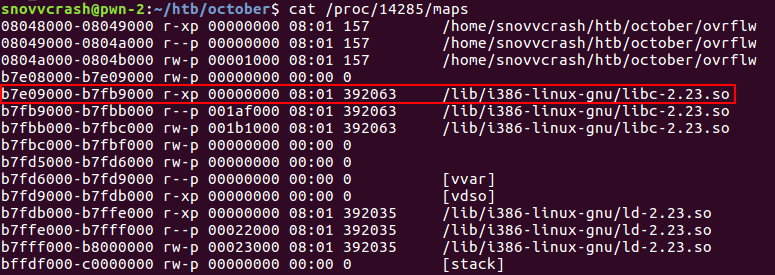 snovvcrash@pwn-2:~/htb/october$ cat /proc/14285/maps
08048000-08049000 r-xp 00000000 08:01 157        /home/snovvcrash/htb/october/ovrflw
08049000-0804a000 r--p 00000000 08:01 157        /home/snovvcrash/htb/october/ovrflw
0804a000-0804b000 rw-p 00001000 08:01 157        /home/snovvcrash/htb/october/ovrflw
b7e08000-b7e09000 rw-p 00000000 00:00 0
b7e09000-b7fb9000 r-xp 00000000 08:01 392063     /lib/i386-linux-gnu/libc-2.23.so
b7fb9000-b7fbb000 r--p 001af000 08:01 392063     /lib/i386-linux-gnu/libc-2.23.so
b7fbb000-b7fbc000 rw-p 001b1000 08:01 392063     /lib/i386-linux-gnu/libc-2.23.so
b7fbc000-b7fbf000 rw-p 00000000 00:00 0
b7fd5000-b7fd6000 rw-p 00000000 00:00 0
b7fd6000-b7fd9000 r--p 00000000 00:00 0          [vvar]
b7fd9000-b7fdb000 r-xp 00000000 00:00 0          [vdso]
b7fdb000-b7ffe000 r-xp 00000000 08:01 392035     /lib/i386-linux-gnu/ld-2.23.so
b7ffe000-b7fff000 r--p 00022000 08:01 392035     /lib/i386-linux-gnu/ld-2.23.so
b7fff000-b8000000 rw-p 00023000 08:01 392035     /lib/i386-linux-gnu/ld-2.23.so
bffdf000-c0000000 rw-p 00000000 00:00 0          [stack]